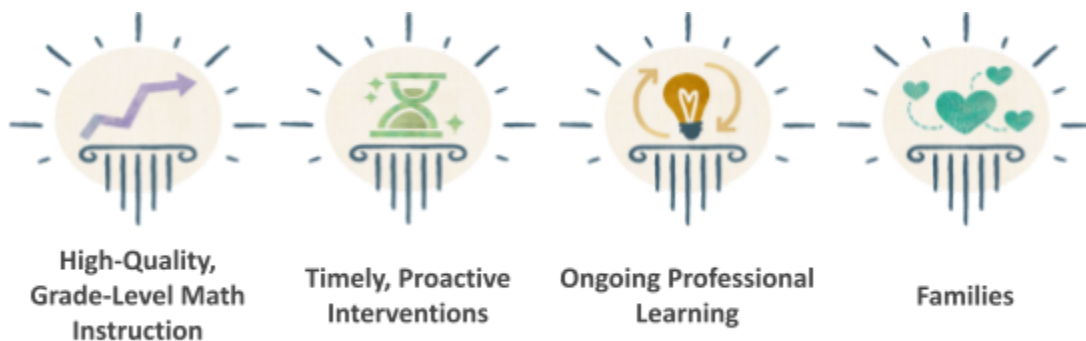 High-Quality,
Grade-Level Math
Instruction
Timely, Proactive
Interventions
Ongoing Professional
Learning
Families